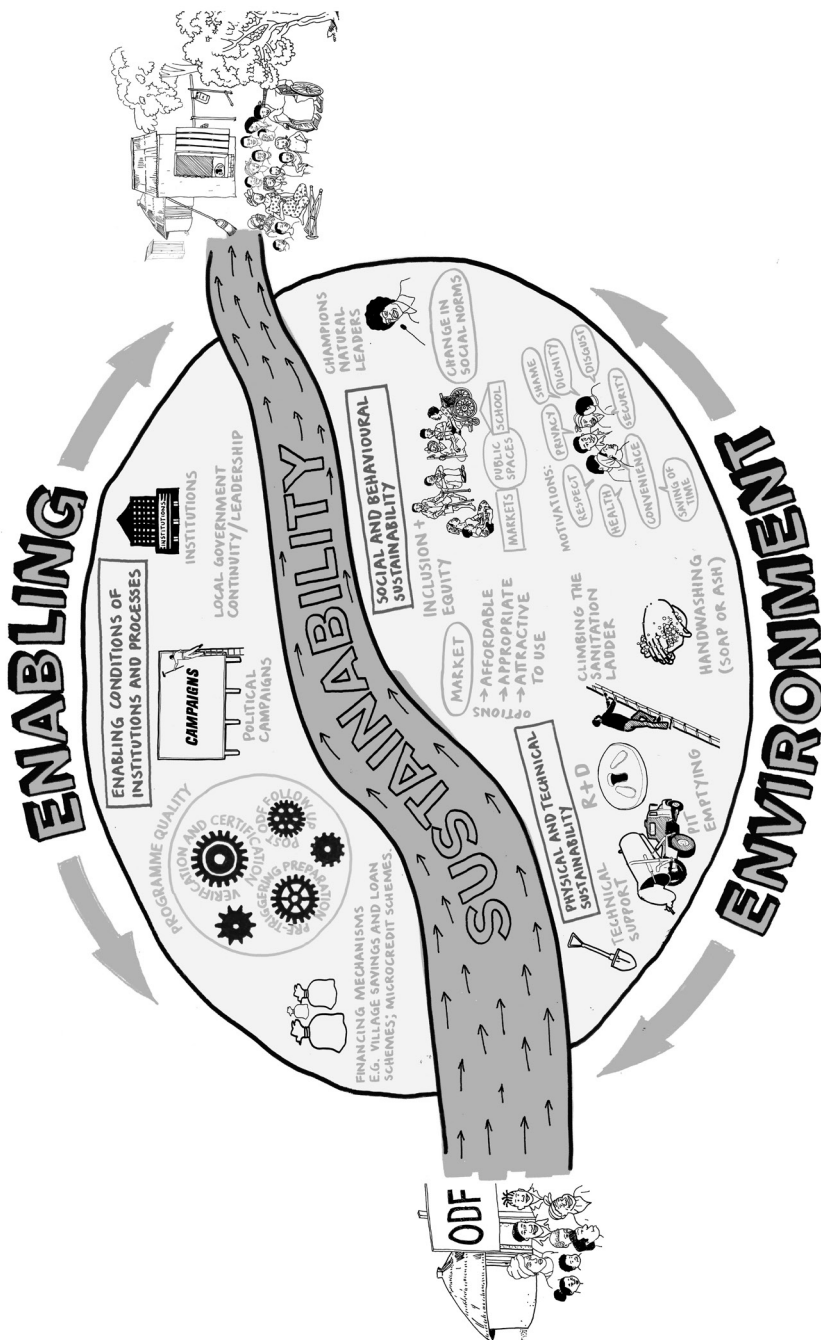 ENABLING
ENABLING CONDITIONS OF
INSTITUTIONS AND PROCESSES
PROGRAMME QUALITY
VERIFICATION AND CERTIFICATION
POST ODF FOLLOW UP
PRE-TRIGGERING PREPARATION
CAMPAIGNS
POLITICAL
CAMPAIGNS
INSTITUTIONS
INSTITUTIONS
LOCAL GOVERNMENT
CONTINUITY/LEADERSHIP
FINANCING MECHANISMS
E.G. VILLAGE SAVINGS AND LOAN
SCHEMES; MICROCREDIT SCHEMES.
ODF
SUSTAINABILITY
SOCIAL AND BEHAVIOURAL
SUSTAINABILITY
CHAMPIONS
NATURAL
LEADERS
INCLUSION +
EQUITY
CHANGE IN
SOCIAL NORMS
MARKETS
PUBLIC
SPACES
SCHOOL
MOTIVATIONS:
RESPECT
PRIVACY
SHAME
DIGNITY
DISGUST
HEALTH
CONVENIENCE
SECURITY
SAVING OF
TIME
MARKET
OPTIONS
→ AFFORDABLE
→ APPROPRIATE
→ ATTRACTIVE
TO USE
PHYSICAL AND TECHNICAL
SUSTAINABILITY
TECHNICAL
SUPPORT
R+D
PIT
EMPTYING
CLIMBING THE
SANITATION
LADDER
HANDWASHING
(SOAP OR ASH)
ENVIRONMENT